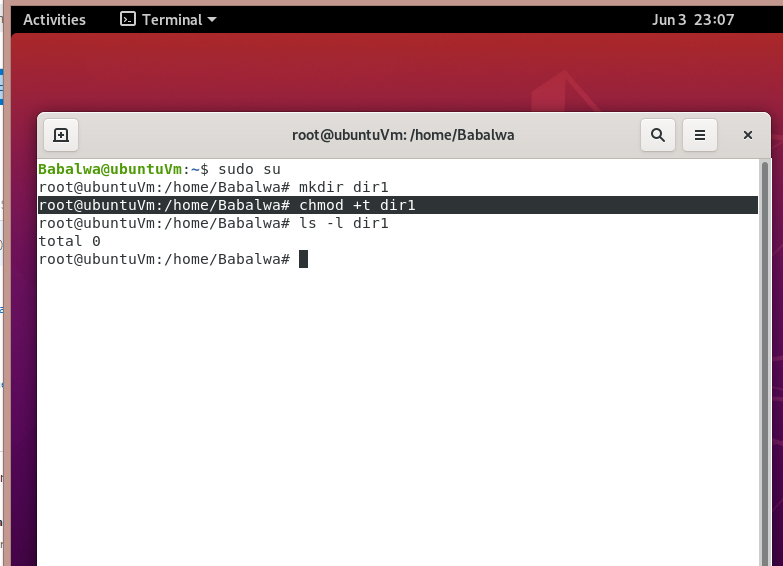 Activities Terminal Jun 3 23:07
root@ubuntuVm: /home/Babalwa
Babalwa@ubuntuVm:~$ sudo su
root@ubuntuVm:/home/Babalwa# mkdir dir1
root@ubuntuVm:/home/Babalwa# chmod +t dir1
root@ubuntuVm:/home/Babalwa# ls -l dir1
total 0
root@ubuntuVm:/home/Babalwa#